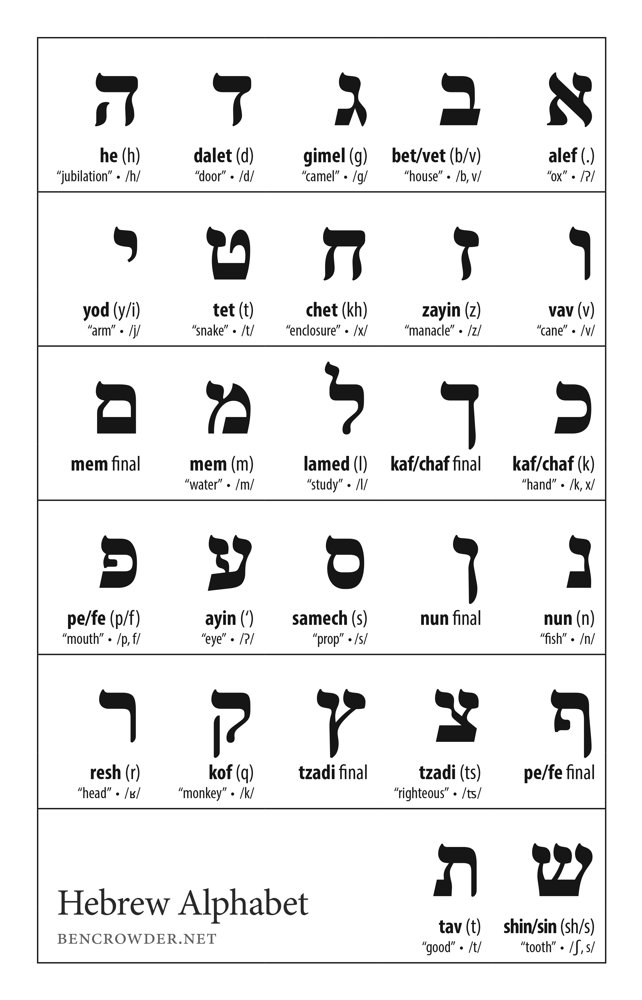 א ב ג ד ה
alef (.) bet/vet (b/v) gimel (g) dalet (d) he (h)
“ox” • /ʔ/ “house” • /b, v/ “camel” • /g/ “door” • /d/ “jubilation” • /h/
ו ז ח ט י
vav (v) zayin (z) chet (kh) tet (t) yod (y/i)
“cane” • /v/ “manacle” • /z/ “enclosure” • /x/ “snake” • /t/ “arm” • /j/
כ ך ל מ ם
kaf/chaf (k) kaf/chaf final lamed (l) mem (m) mem final
“hand” • /k, x/ “study” • /l/ “water” • /m/
נ ן ס ע פ
nun (n) nun final samech (s) ayin (‘) pe/fe (p/f)
“fish” • /n/ “prop” • /s/ “eye” • /ʔ/ “mouth” • /p, f/
ף צ ץ ק ר
pe/fe final tzadi (ts) tzadi final kof (q) resh (r)
“righteous” • /ʦ/ “monkey” • /k/ “head” • /ʁ/
ש ת
shin/sin (sh/s) tav (t)
“tooth” • /ʃ, s/ “good” • /t/
Hebrew Alphabet
BENCROWDER.NET